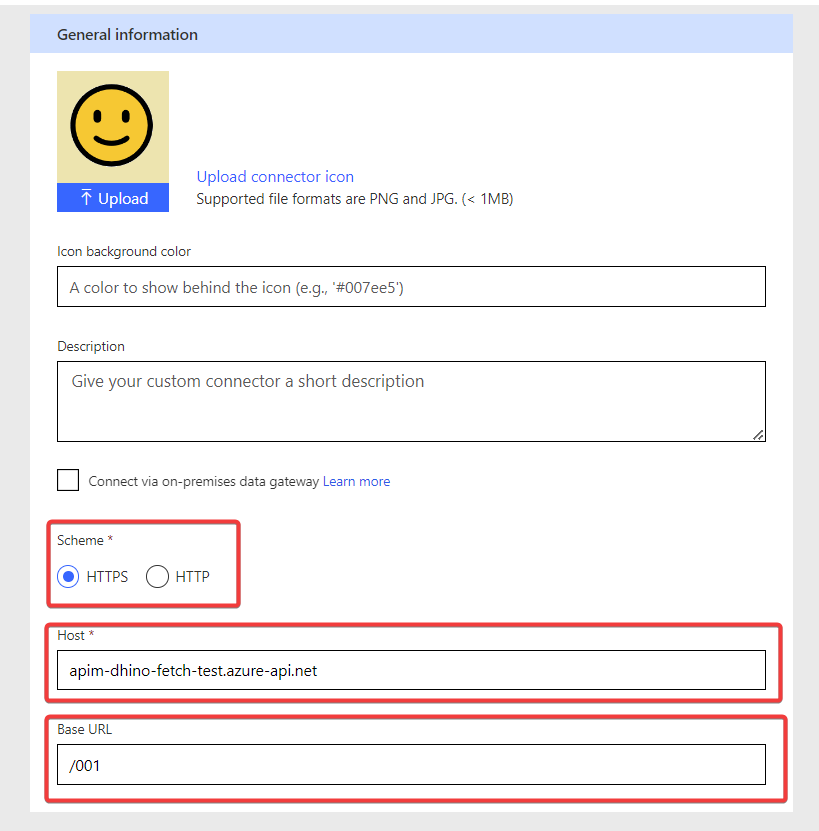 General information
Upload
Upload connector icon
Supported file formats are PNG and JPG. (< 1MB)
Icon background color
A color to show behind the icon (e.g., '#007ee5')
Description
Give your custom connector a short description
Connect via on-premises data gateway Learn more
Scheme *
HTTPS HTTP
Host *
apim-dhino-fetch-test.azure-api.net
Base URL
/001